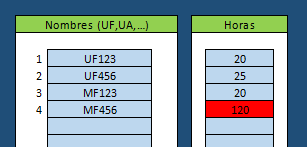 Nombres (UF,UA,...) Horas
1 UF123 20
2 UF456 25
3 MF123 20
4 MF456 120